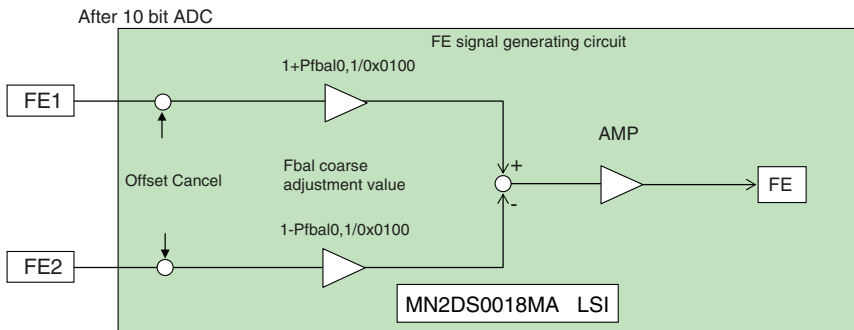 After 10 bit ADC
FE signal generating circuit
1+Pfbal0,1/0x0100
FE1
AMP
+
Offset Cancel
Fbal coarse
adjustment value
FE
-
1-Pfbal0,1/0x0100
FE2
MN2DS0018MA LSI